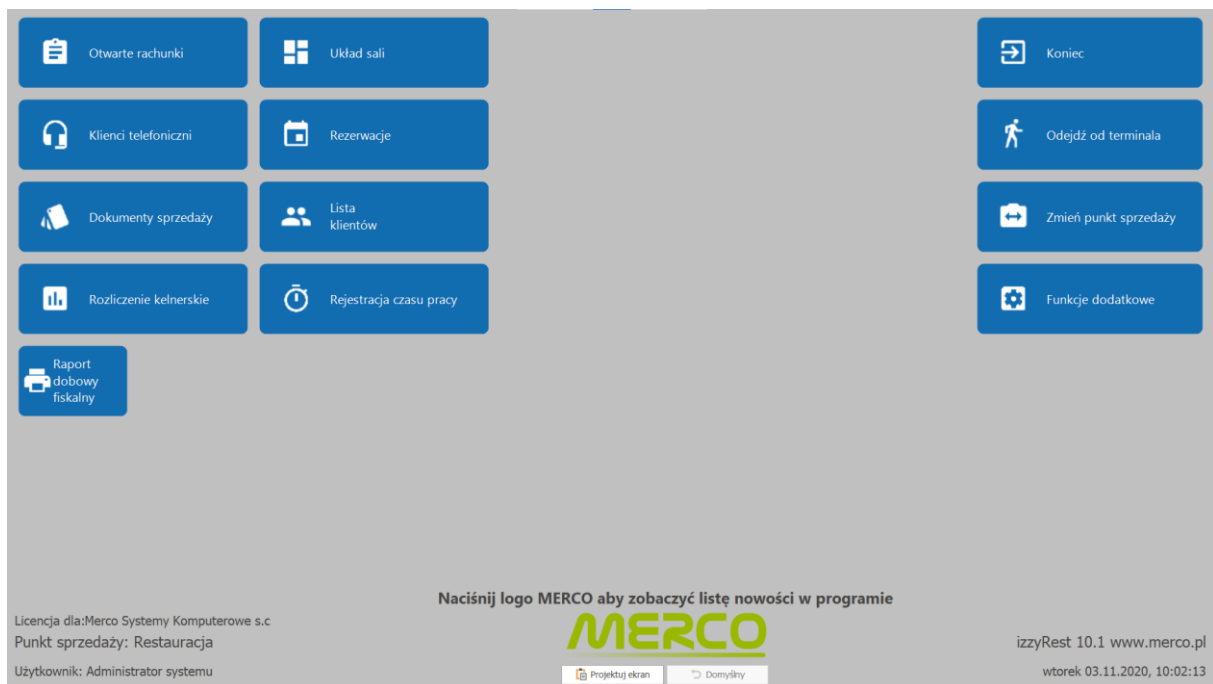 Otwarte rachunki
Układ sali
Koniec
Klienci telefoniczni
Rezerwacje
Odejdź od terminala
Dokumenty sprzedaży
Lista
klientów
Zmień punkt sprzedaży
Rozliczenie kelnerskie
Rejestracja czasu pracy
Funkcje dodatkowe
Raport
dobowy
fiskalny
Naciśnij logo MERCO aby zobaczyć listę nowości w programie
MERCO
Licencja dla:Merco Systemy Komputerowe s.c
Punkt sprzedaży: Restauracja
Użytkownik: Administrator systemu
Projektuj ekran
Domyślny
izzyRest 10.1 www.merco.pl
wtorek 03.11.2020, 10:02:13